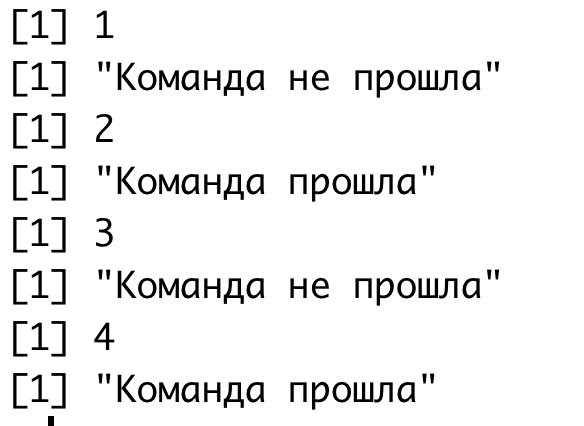 [1] 1
[1] "Команда не прошла"
[1] 2
[1] "Команда прошла"
[1] 3
[1] "Команда не прошла"
[1] 4
[1] "Команда прошла"